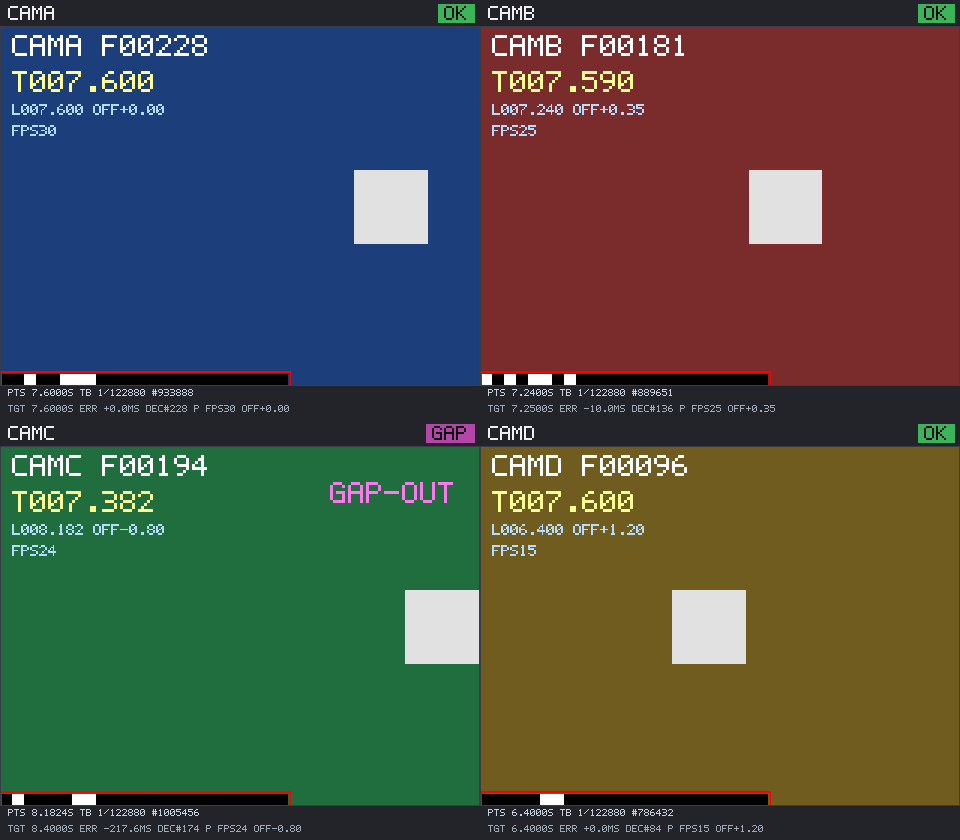 CAMA OK
CAMA F00228
T007.600
L007.600 OFF+0.00
FPS30
PTS 7.6000S TB 1/122880 #933888
TGT 7.6000S ERR +0.0MS DEC#228 P FPS30 OFF+0.00
CAMB OK
CAMB F00181
T007.590
L007.240 OFF+0.35
FPS25
PTS 7.2400S TB 1/122880 #889651
TGT 7.2500S ERR -10.0MS DEC#136 P FPS25 OFF+0.35
CAMC GAP
CAMC F00194
GAP-OUT
T007.382
L008.182 OFF-0.80
FPS24
PTS 8.1824S TB 1/122880 #1005456
TGT 8.4000S ERR -217.6MS DEC#174 P FPS24 OFF-0.80
CAMD OK
CAMD F00096
T007.600
L006.400 OFF+1.20
FPS15
PTS 6.4000S TB 1/122880 #786432
TGT 6.4000S ERR +0.0MS DEC#84 P FPS15 OFF+1.20